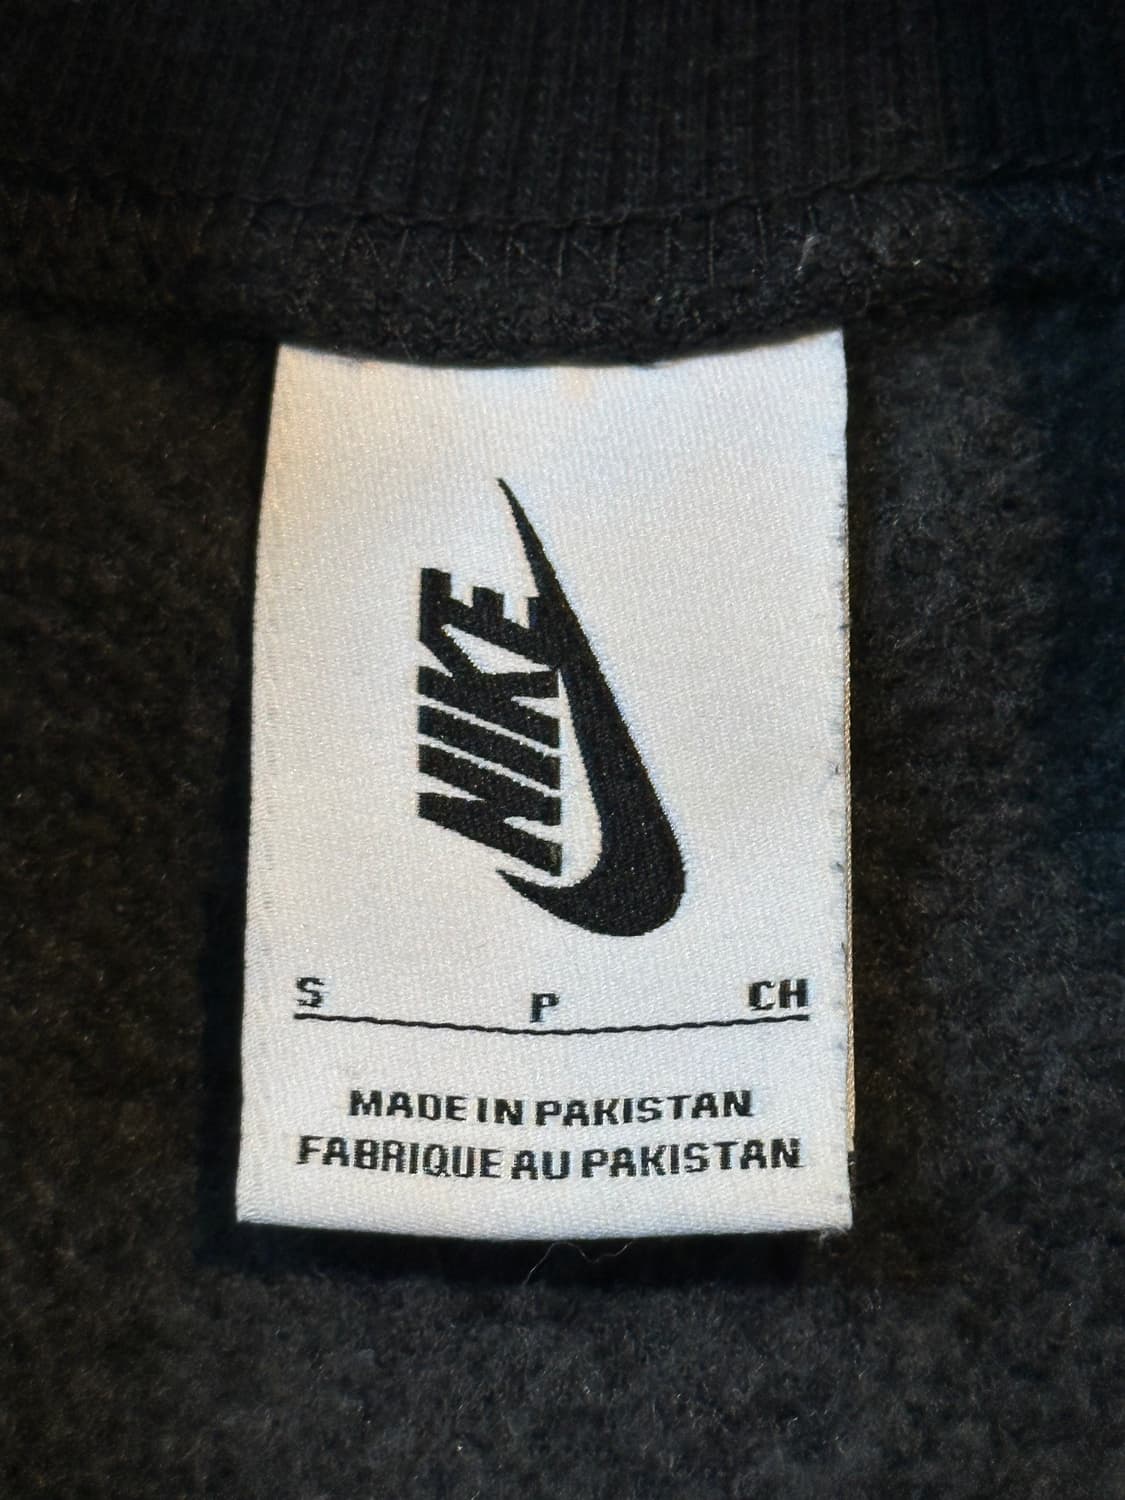 NIKE
S P CH
MADE IN PAKISTAN
FABRIQUE AU PAKISTAN